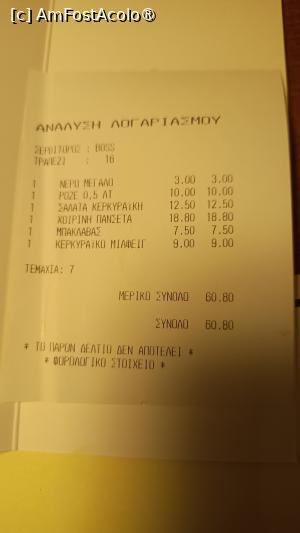 [c] AmFostAcolo®
ΑΝΑΛΥΣΗ ΛΟΓΑΡΙΑΣΜΟΥ
ΣΕΡΒΙΤΟΡΟΣ : BOSS
ΤΡΑΠΕΖΙ : 16
1 ΝΕΡΟ ΜΕΓΑΛΟ 3.00 3.00
1 ΡΟΖΕ 0,5 ΛΤ 10.00 10.00
1 ΣΑΛΑΤΑ ΚΕΡΚΥΡΑϊΚΗ 12.50 12.50
1 ΧΟΙΡΙΝΗ ΠΑΝΣΕΤΑ 18.80 18.80
1 ΜΠΑΚΛΑΒΑΣ 7.50 7.50
1 ΚΕΡΚΥΡΑϊΚΟ ΜΙΛΦΕΙΓ 9.00 9.00
ΤΕΜΑΧΙΑ: 7
ΜΕΡΙΚΟ ΣΥΝΟΛΟ 60.80
ΣΥΝΟΛΟ 60.80
* ΤΟ ΠΑΡΟΝ ΔΕΛΤΙΟ ΔΕΝ ΑΠΟΤΕΛΕΙ *
* ΦΟΡΟΛΟΓΙΚΟ ΣΤΟΙΧΕΙΟ *